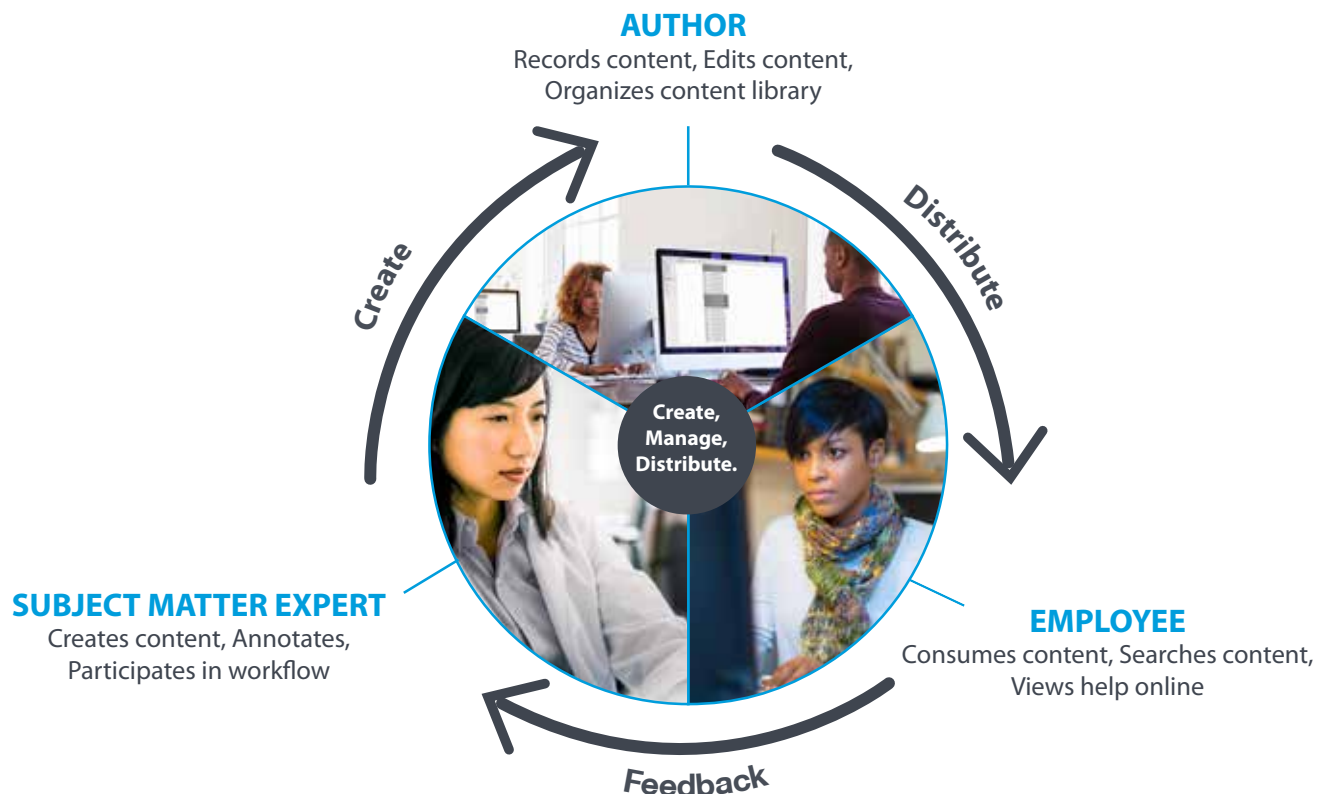 AUTHOR
Records content, Edits content,
Organizes content library
Create
Distribute
Create,
Manage,
Distribute.
SUBJECT MATTER EXPERT
Creates content, Annotates,
Participates in workflow
EMPLOYEE
Consumes content, Searches content,
Views help online
Feedback